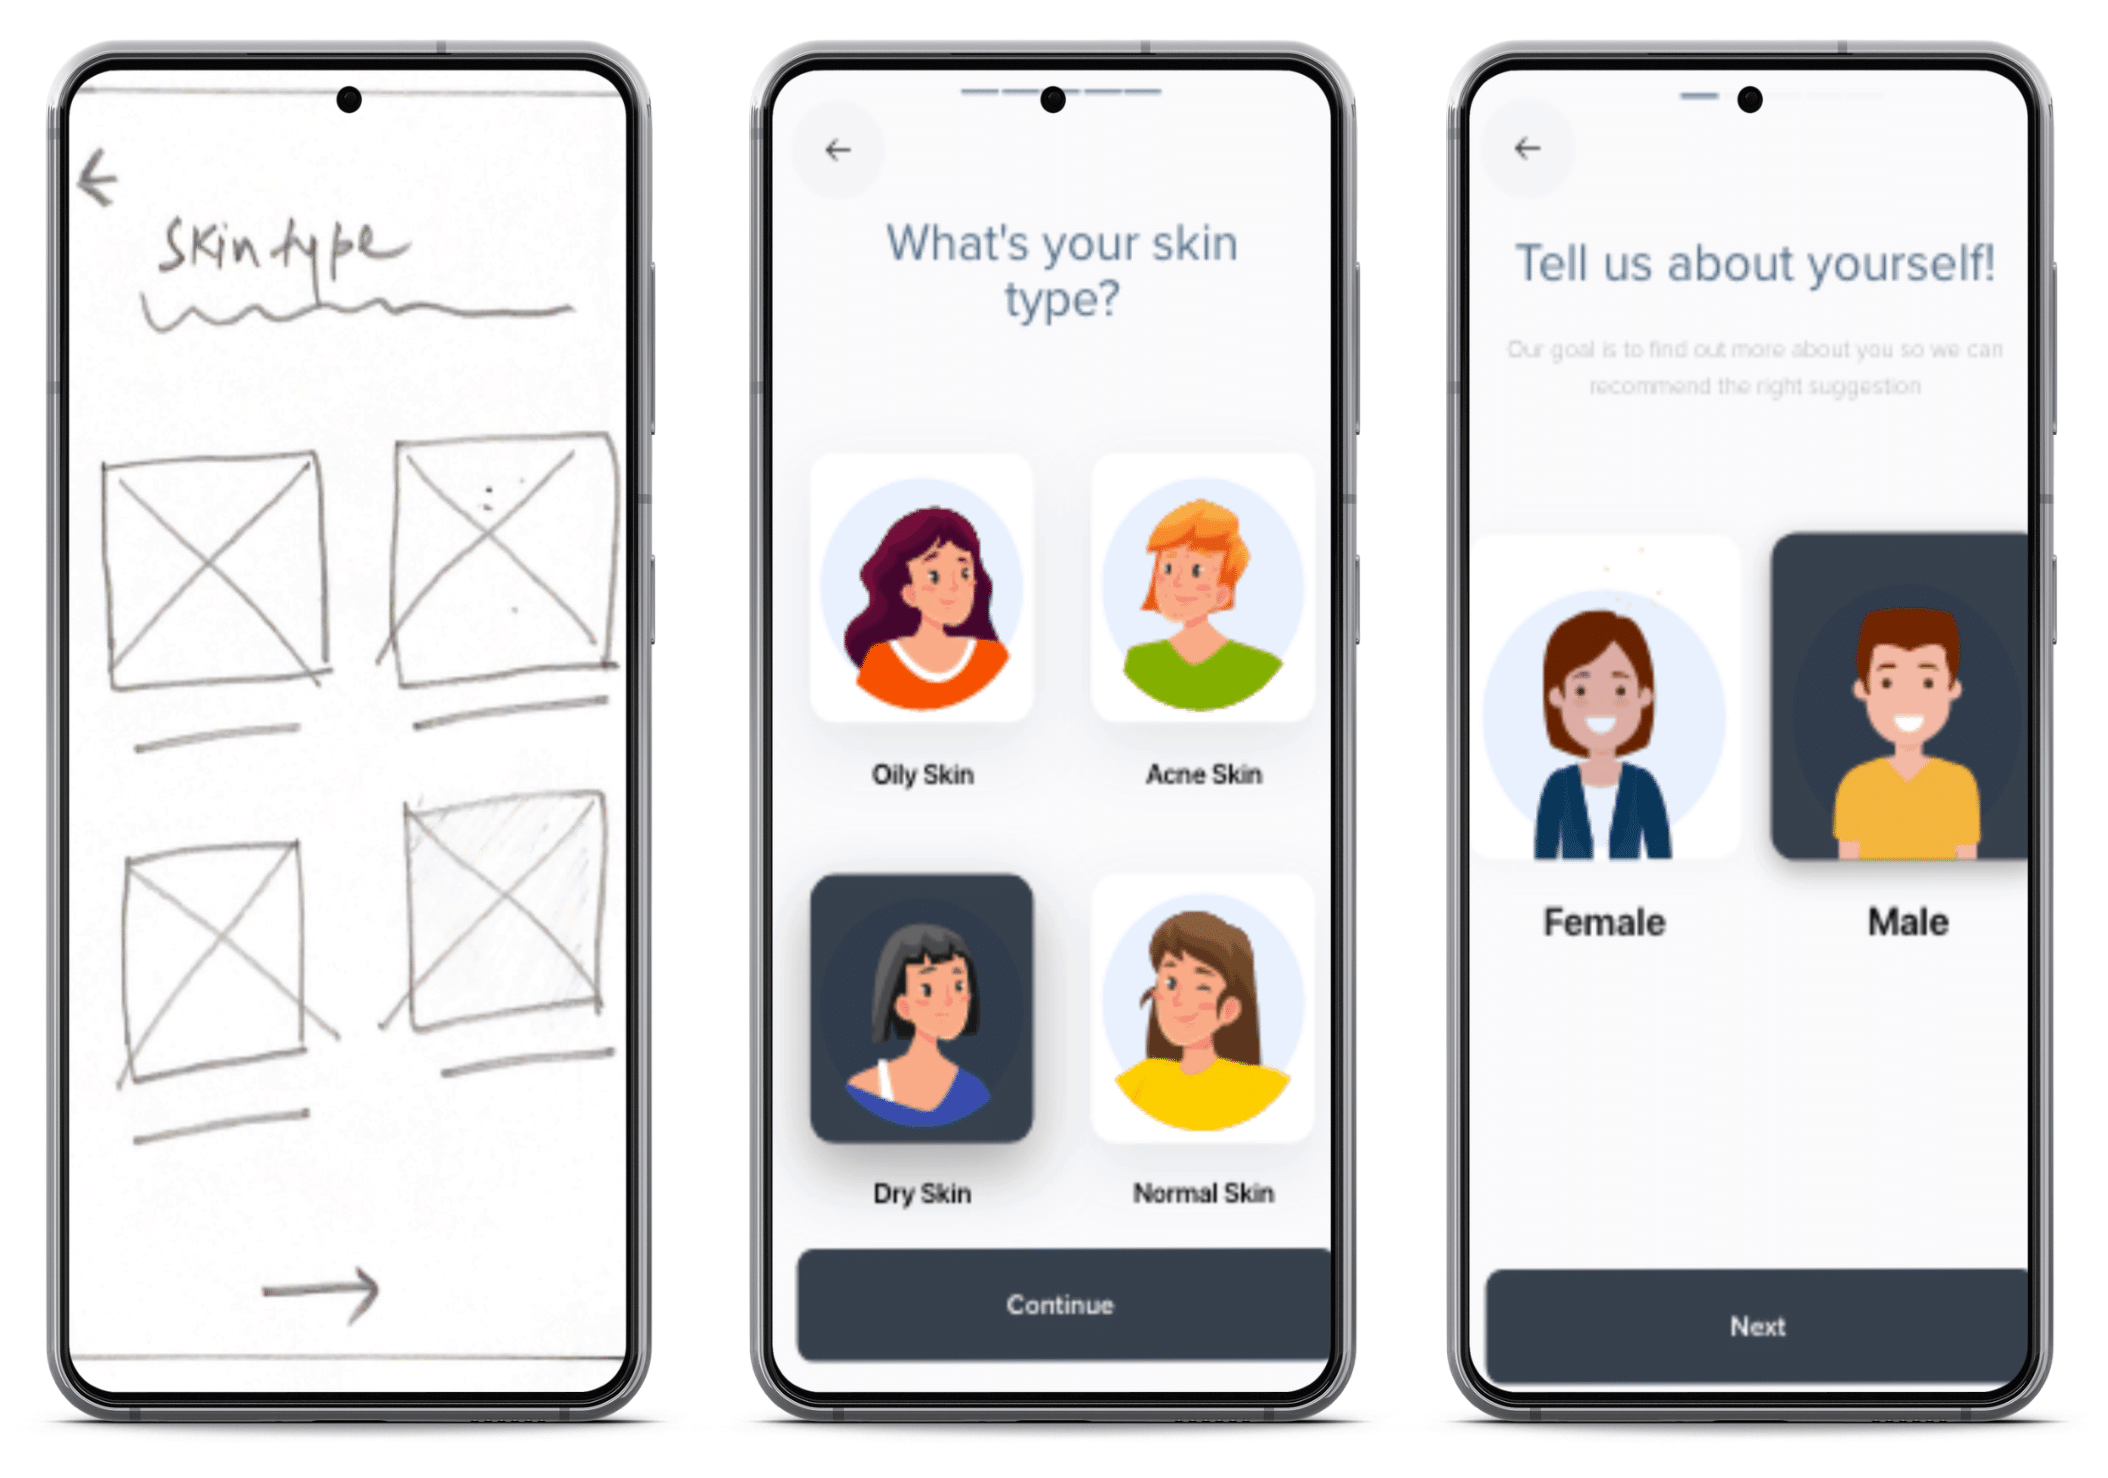 Skin type
What's your skin
type?
Oily Skin
Acne Skin
Dry Skin
Normal Skin
Continue
Tell us about yourself!
Our goal is to find out more about you so we can
recommend the right suggestion
Female
Male
Next